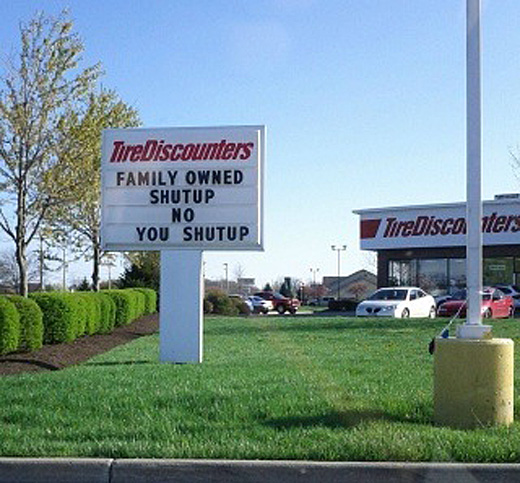 TireDiscounters
FAMILY OWNED
SHUTUP
NO
YOU SHUTUP
TireDiscounters